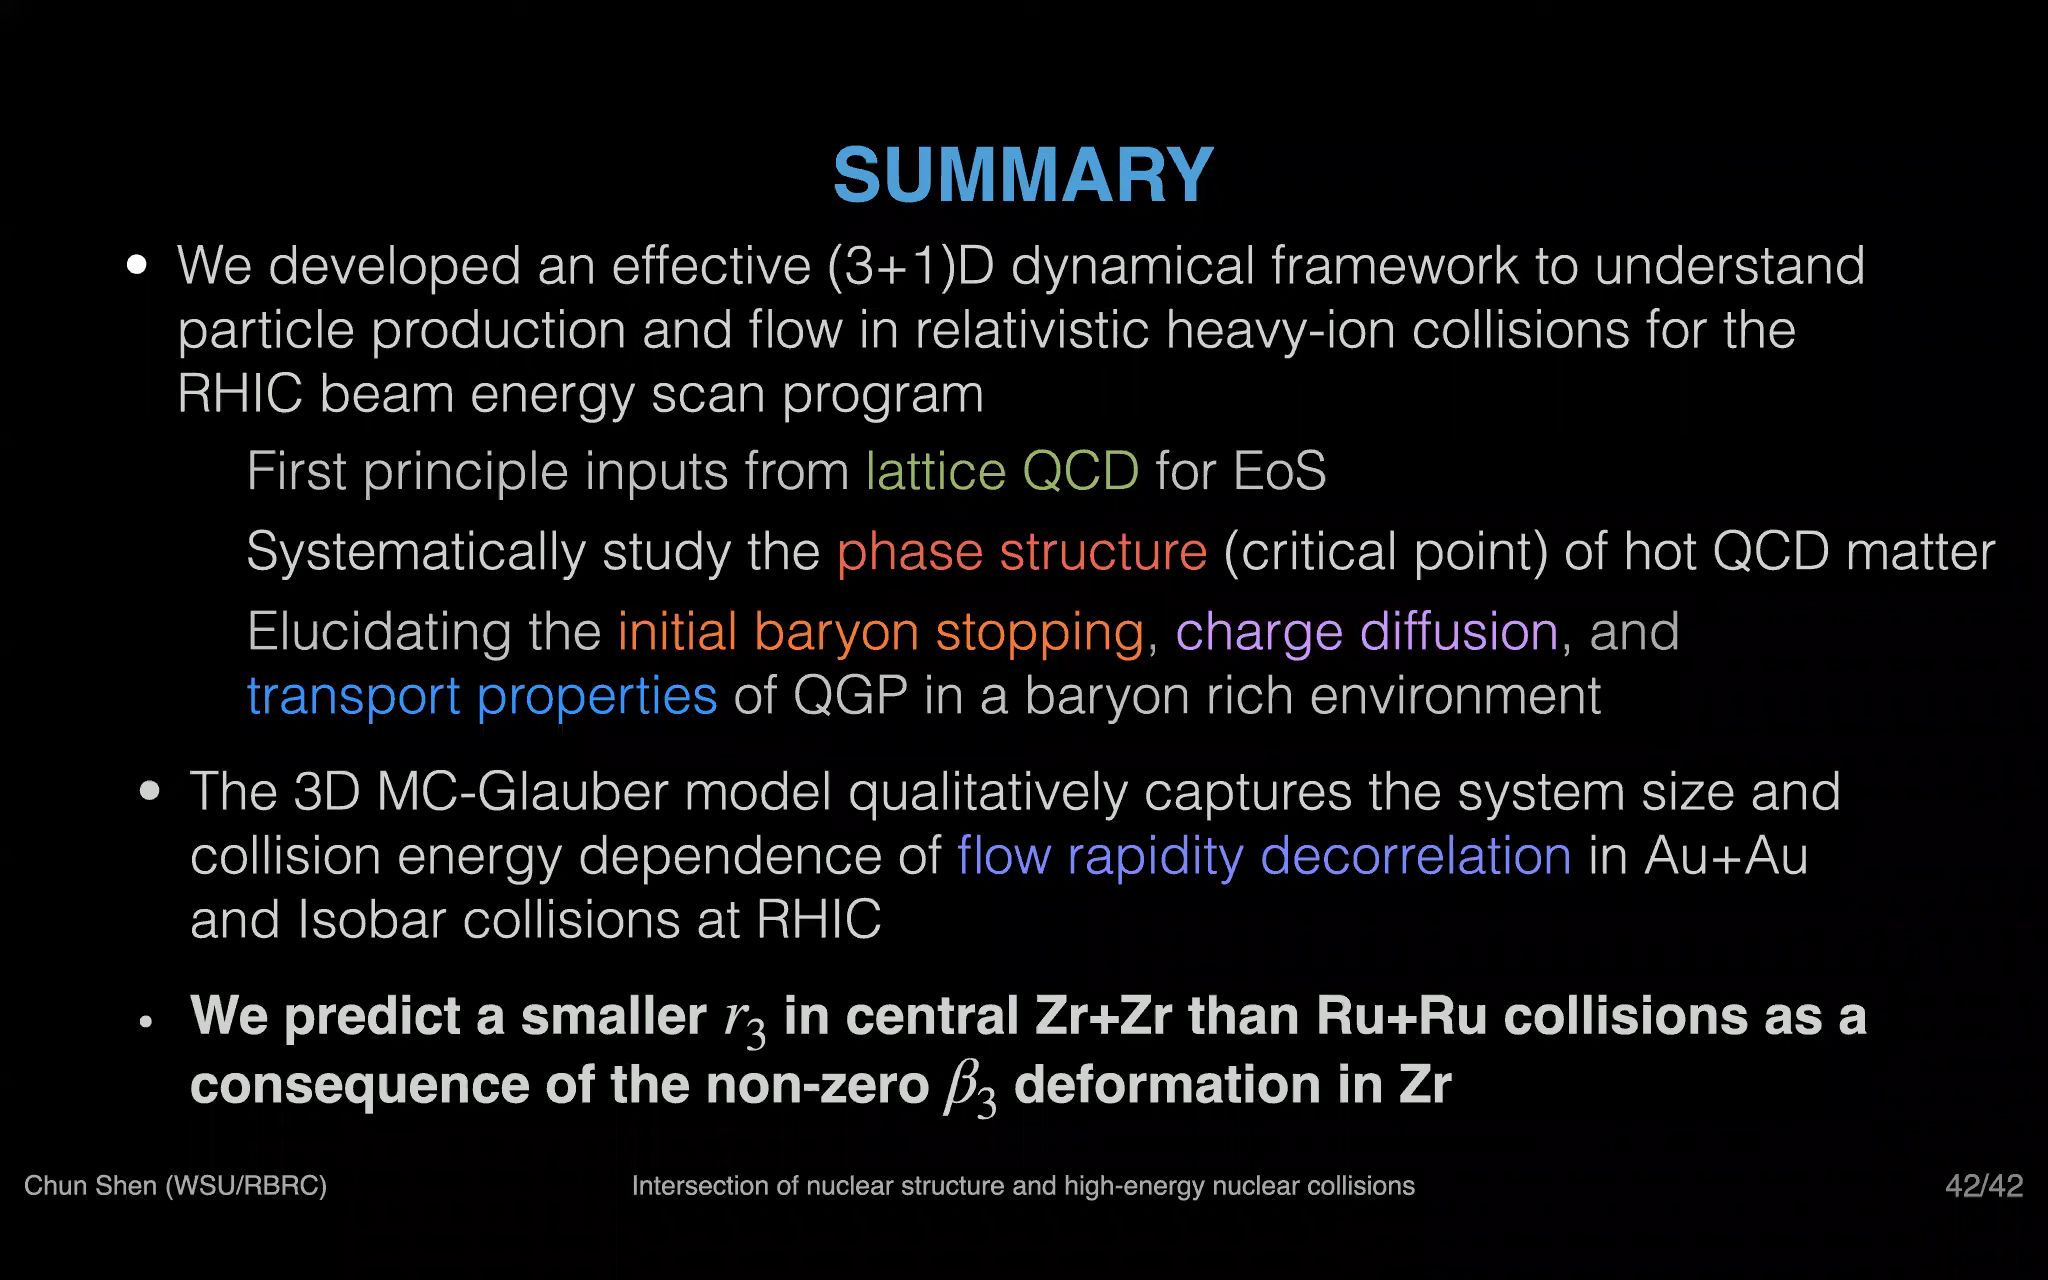 SUMMARY
• We developed an effective (3+1)D dynamical framework to understand
particle production and flow in relativistic heavy-ion collisions for the
RHIC beam energy scan program
First principle inputs from lattice QCD for EoS
Systematically study the phase structure (critical point) of hot QCD matter
Elucidating the initial baryon stopping, charge diffusion, and
transport properties of QGP in a baryon rich environment
• The 3D MC-Glauber model qualitatively captures the system size and
collision energy dependence of flow rapidity decorrelation in Au+Au
and Isobar collisions at RHIC
• We predict a smaller r₃ in central Zr+Zr than Ru+Ru collisions as a
consequence of the non-zero β₃ deformation in Zr
Chun Shen (WSU/RBRC)
Intersection of nuclear structure and high-energy nuclear collisions
42/42